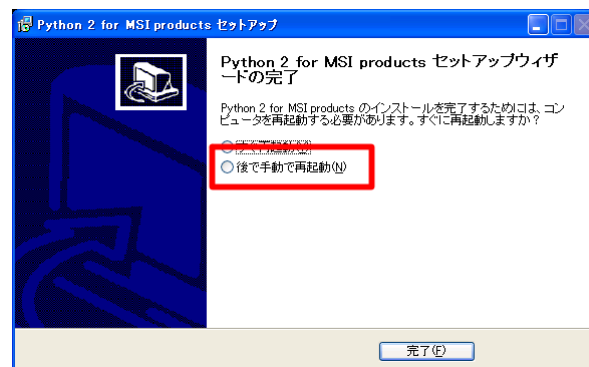 Python 2 for MSI products セットアップ
Python 2 for MSI products セットアップウィザ
ードの完了
Python 2 for MSI products のインストールを完了するためには、コン
ピュータを再起動する必要があります。すぐに再起動しますか？
後で手動で再起動(N)
完了(F)